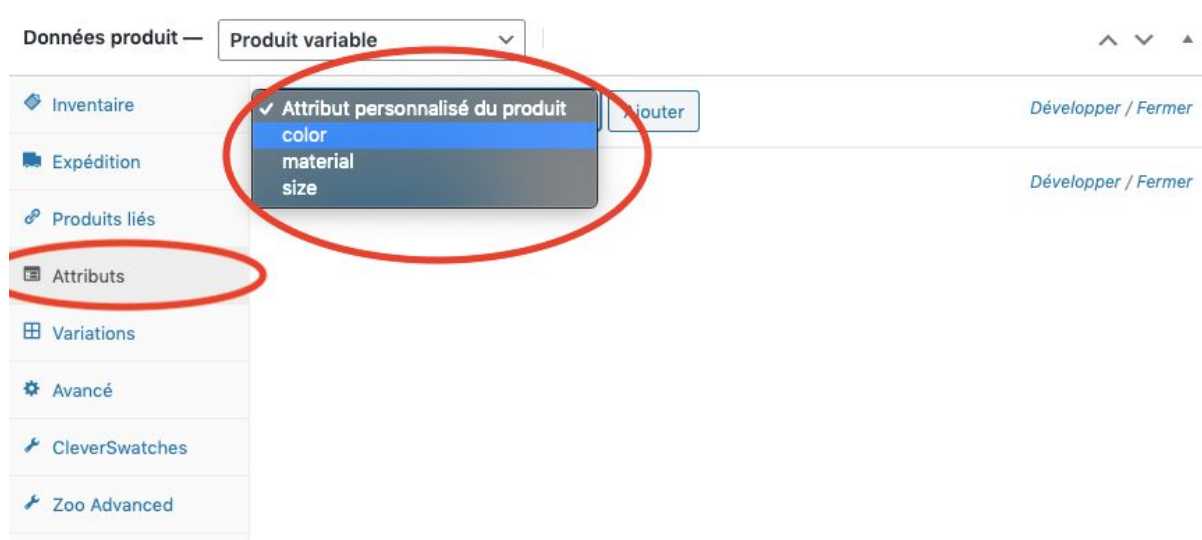 Données produit — Produit variable
Inventaire
✓ Attribut personnalisé du produit
Ajouter
Développer / Fermer
color
Expédition
material
size
Développer / Fermer
Produits liés
Attributs
Variations
Avancé
CleverSwatches
Zoo Advanced